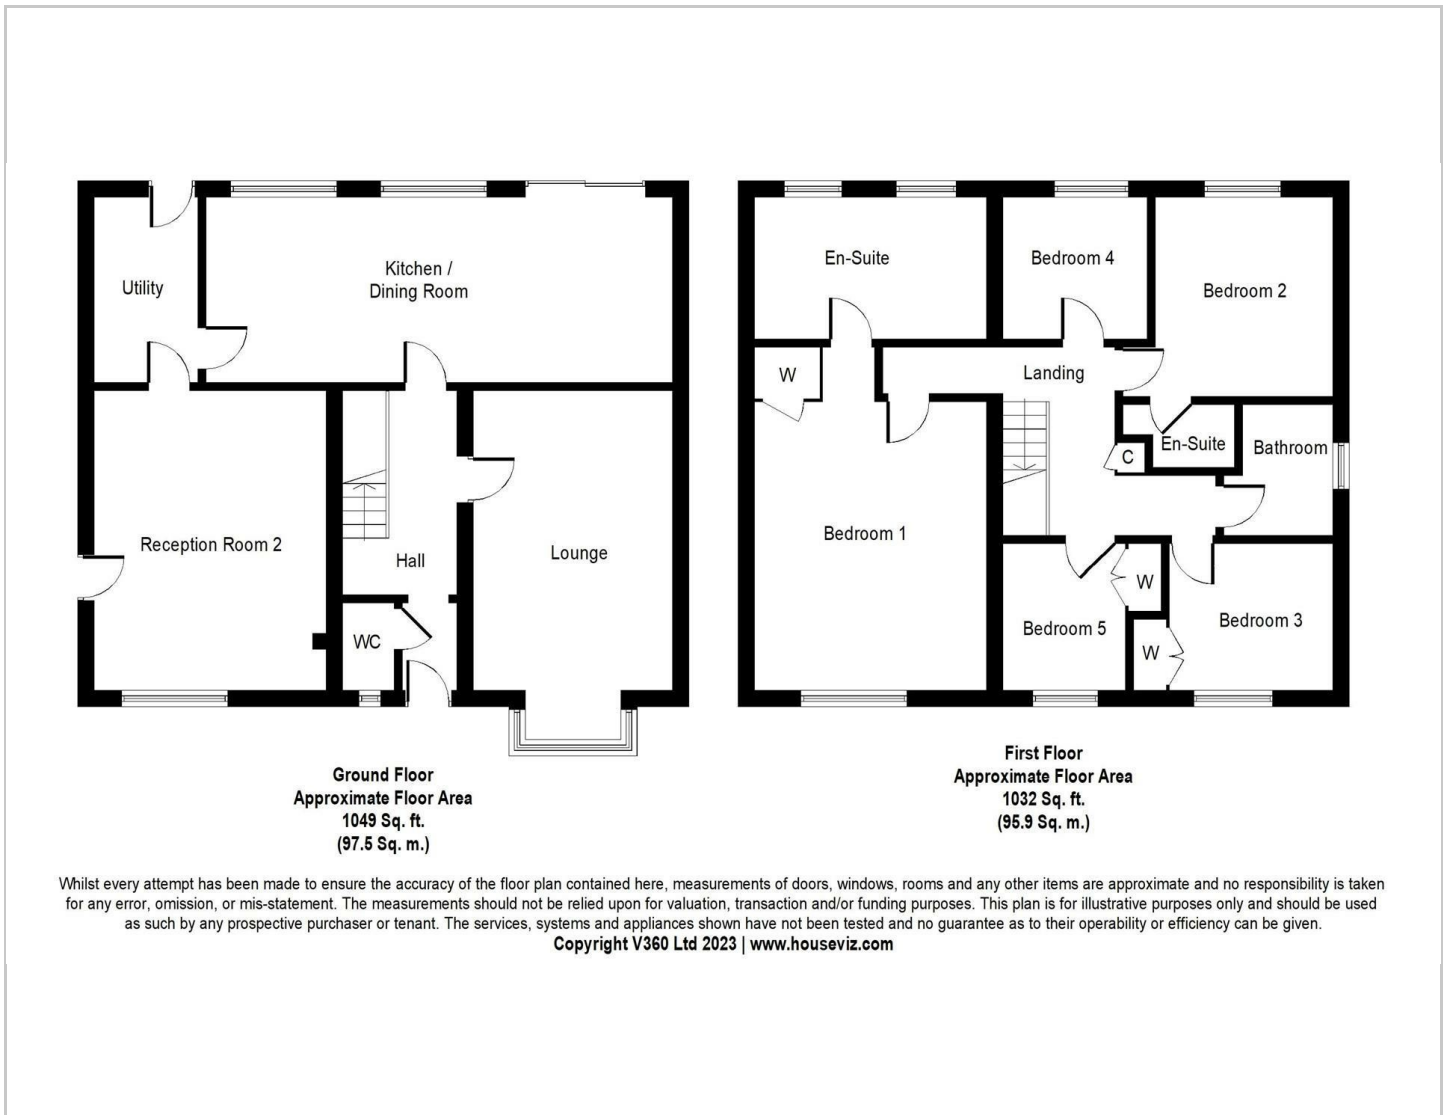 Utility
Kitchen /
Dining Room
Reception Room 2
Hall
Lounge
WC
Ground Floor
Approximate Floor Area
1049 Sq. ft.
(97.5 Sq. m.)
En-Suite
Bedroom 4
Bedroom 2
W
Landing
En-Suite
Bathroom
C
Bedroom 1
W
Bedroom 5
Bedroom 3
W
First Floor
Approximate Floor Area
1032 Sq. ft.
(95.9 Sq. m.)
Whilst every attempt has been made to ensure the accuracy of the floor plan contained here, measurements of doors, windows, rooms and any other items are approximate and no responsibility is taken
for any error, omission, or mis-statement. The measurements should not be relied upon for valuation, transaction and/or funding purposes. This plan is for illustrative purposes only and should be used
as such by any prospective purchaser or tenant. The services, systems and appliances shown have not been tested and no guarantee as to their operability or efficiency can be given.
Copyright V360 Ltd 2023 | www.houseviz.com